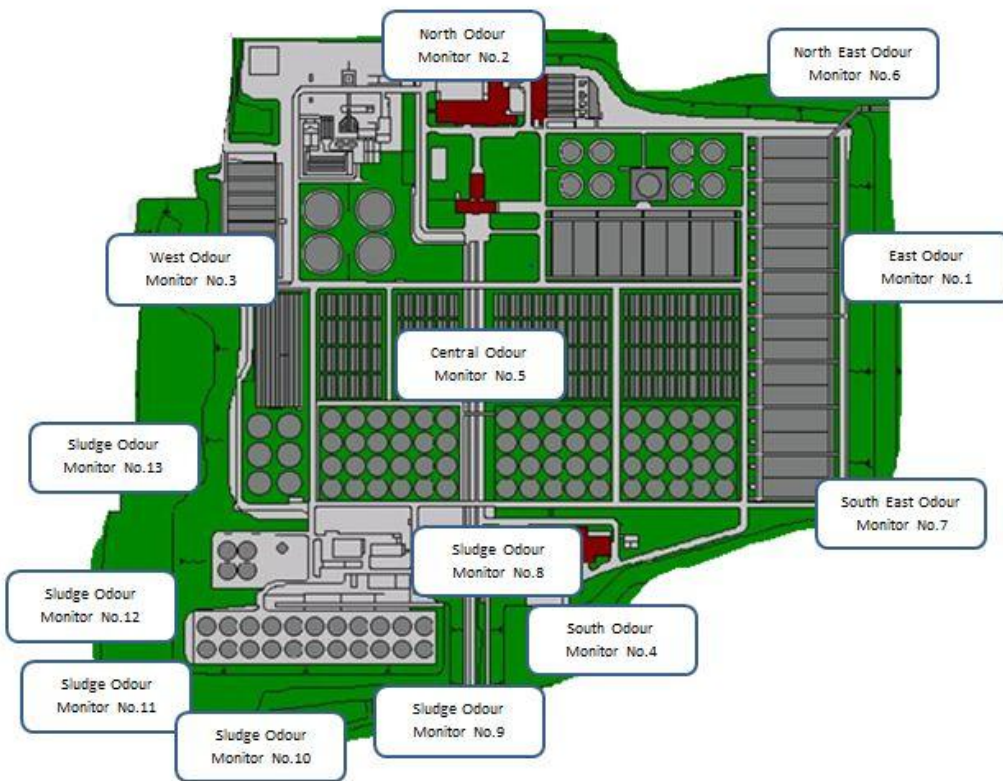 North Odour
Monitor No.2
North East Odour
Monitor No.6
West Odour
Monitor No.3
East Odour
Monitor No.1
Central Odour
Monitor No.5
Sludge Odour
Monitor No.13
South East Odour
Monitor No.7
Sludge Odour
Monitor No.8
Sludge Odour
Monitor No.12
South Odour
Monitor No.4
Sludge Odour
Monitor No.11
Sludge Odour
Monitor No.9
Sludge Odour
Monitor No.10